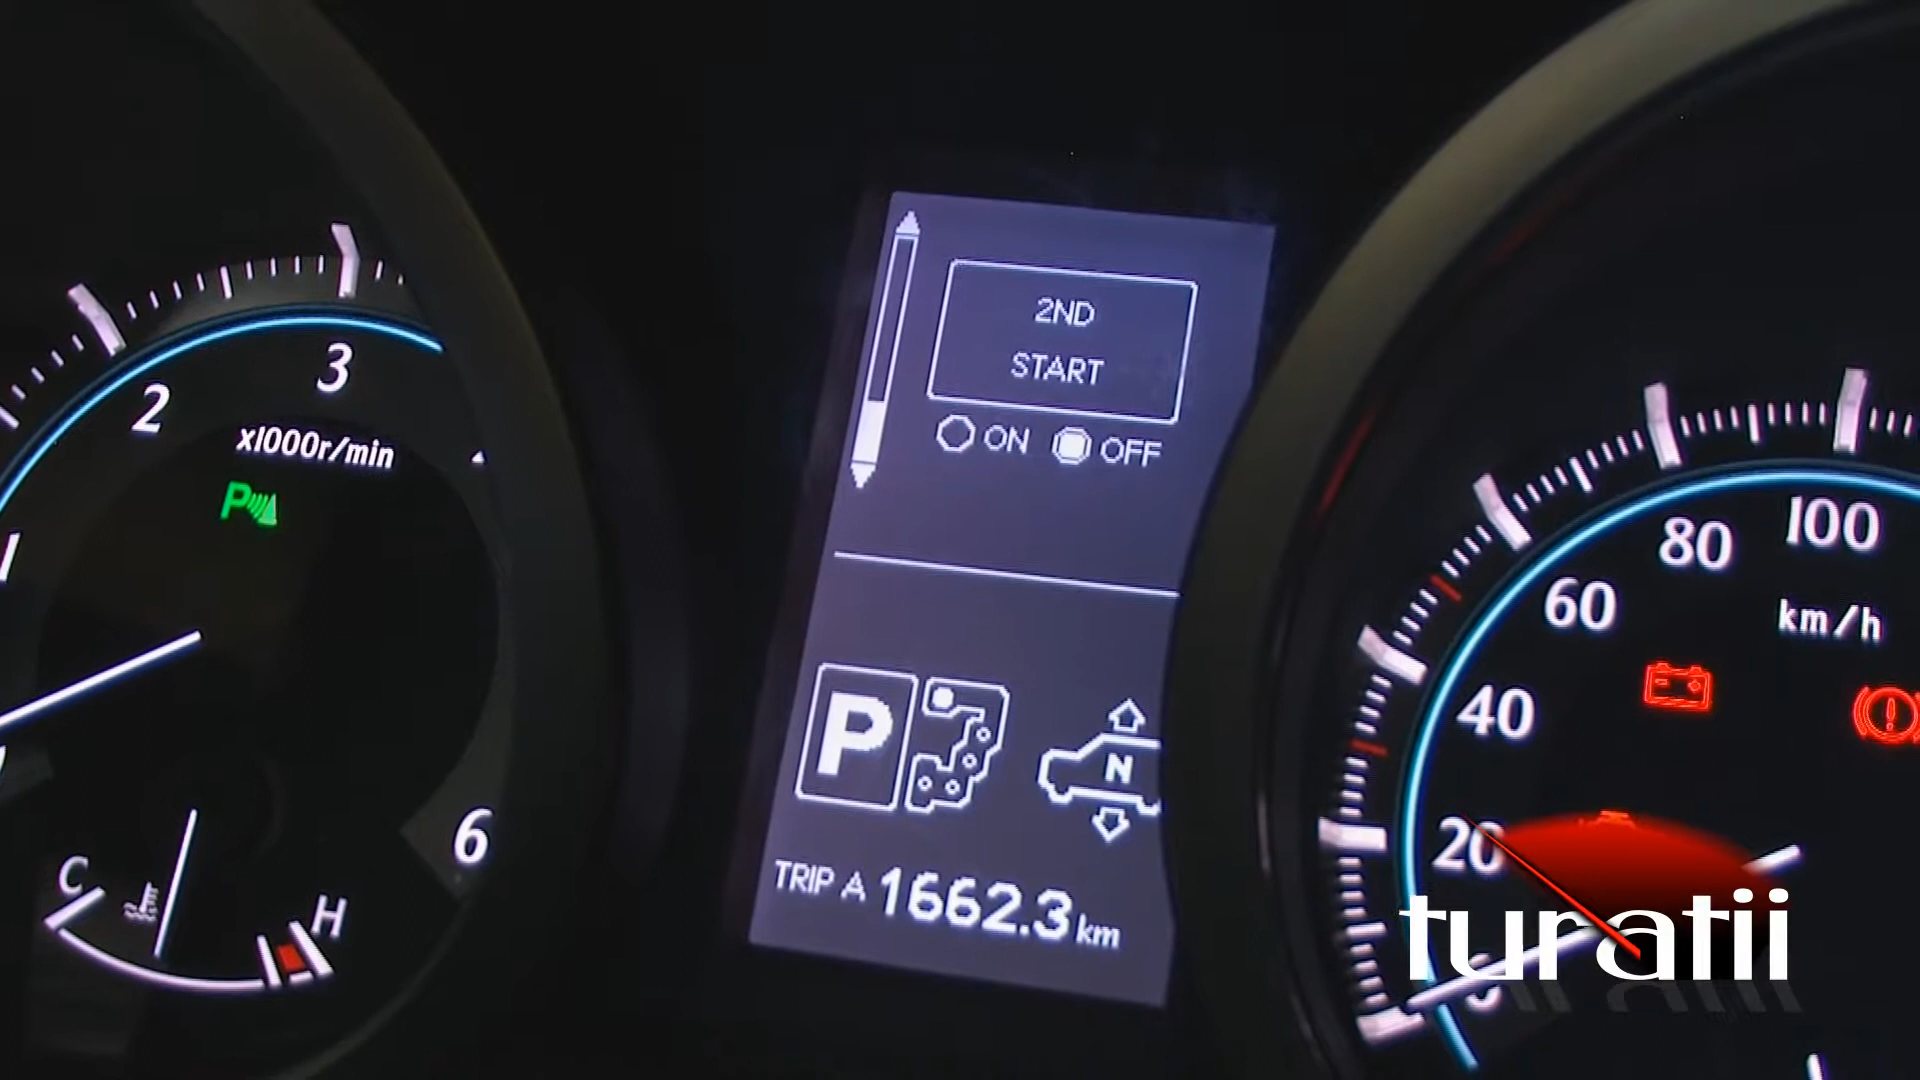 2ND
START
ON OFF
P
N
TRIP A 1662.3 km
1
2
3
6
x1000r/min
P
C
H
20
40
60
80
100
km/h
turatii